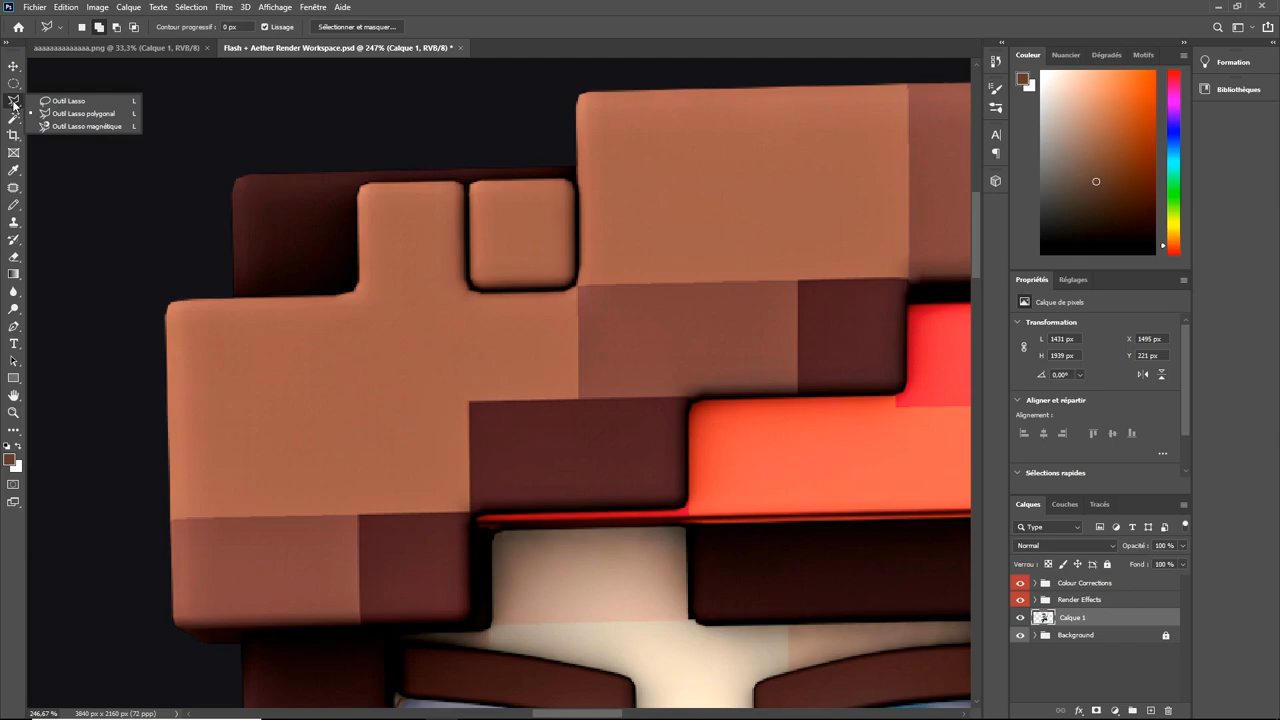 Fichier Edition Image Calque Texte Sélection Filtre 3D Affichage Fenêtre Aide
Contour progressif : 0 px Lissage Sélectionner et masquer...
aaaaaaaaaaaaaa.png @ 33,3% (Calque 1, RVB/8) × Flash + Aether Render Workspace.psd @ 247% (Calque 1, RVB/8) * ×
Outil Lasso L
Outil Lasso polygonal L
Outil Lasso magnétique L
Couleur Nuancier Dégradés Motifs
Formation
Bibliothèques
Propriétés Réglages
Calque de pixels
Transformation
L 1431 px X 1495 px
H 1939 px Y 221 px
0,00°
Aligner et répartir
Alignement :
Sélections rapides
Calques Couches Tracés
Type
Normal Opacité : 100 %
Verrou : Fond : 100 %
Colour Corrections
Render Effects
Calque 1
Background
246,67 % 3840 px x 2160 px (72 ppp)